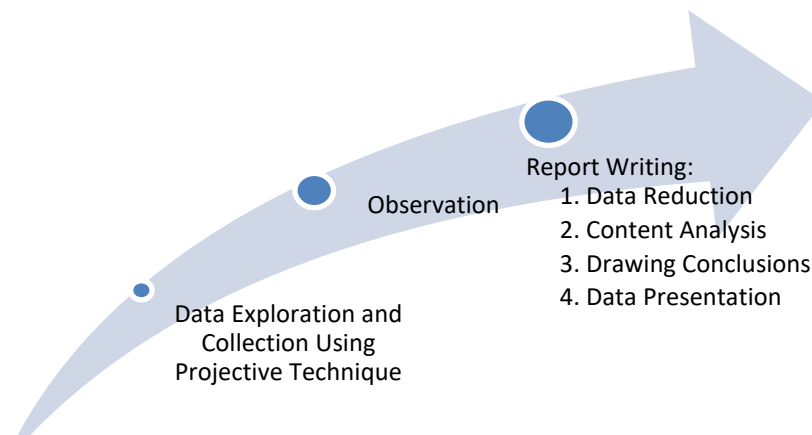 Data Exploration and
Collection Using
Projective Technique
Observation
Report Writing:
1. Data Reduction
2. Content Analysis
3. Drawing Conclusions
4. Data Presentation